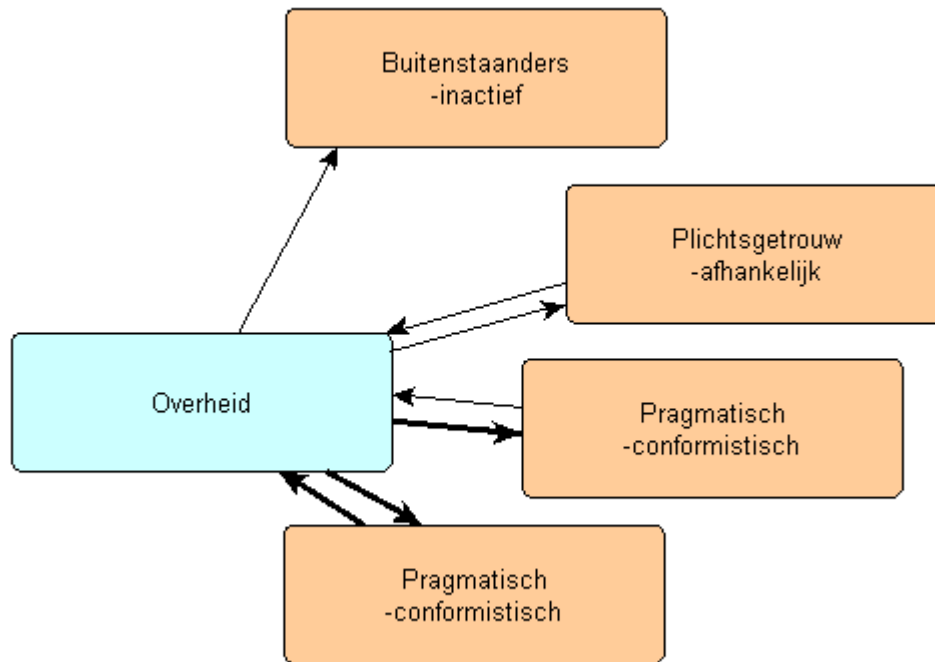 Buitenstaanders
-inactief
Plichtsgetrouw
-afhankelijk
Overheid
Pragmatisch
-conformistisch
Pragmatisch
-conformistisch